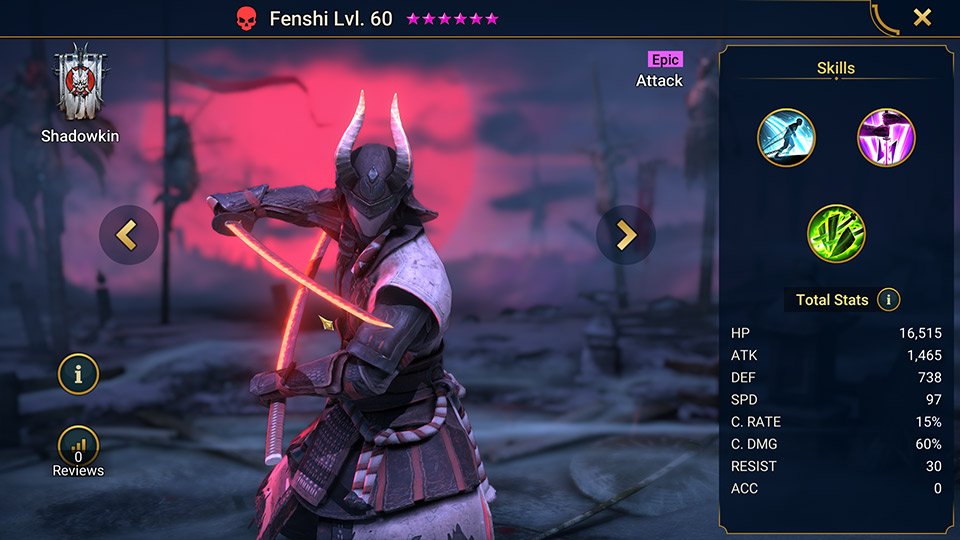 Fenshi Lvl. 60
Epic
Attack
Shadowkin
Skills
Total Stats i
HP 16,515
ATK 1,465
DEF 738
SPD 97
C. RATE 15%
C. DMG 60%
RESIST 30
ACC 0
i
0
Reviews